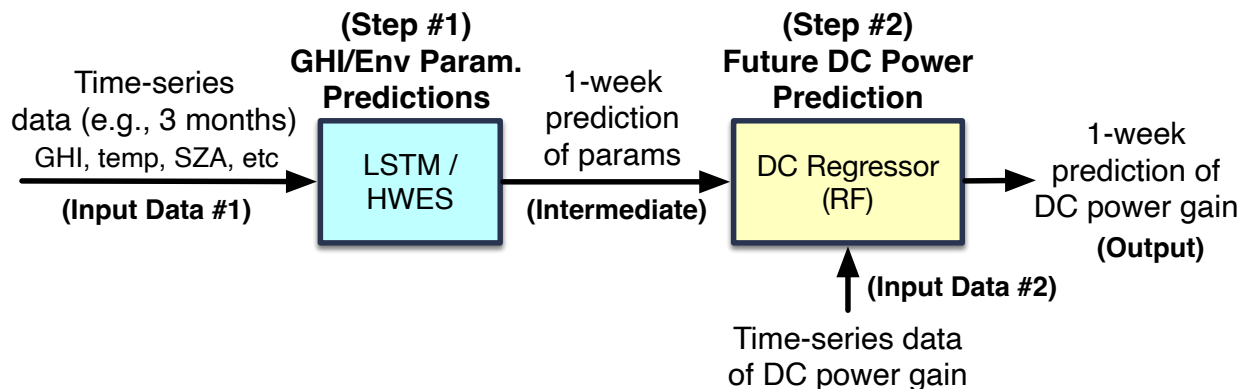 (Step #1)
GHI/Env Param.
Predictions
(Step #2)
Future DC Power
Prediction
Time-series
data (e.g., 3 months)
GHI, temp, SZA, etc
(Input Data #1)
LSTM /
HWES
1-week
prediction
of params
(Intermediate)
DC Regressor
(RF)
1-week
prediction of
DC power gain
(Output)
(Input Data #2)
Time-series data
of DC power gain